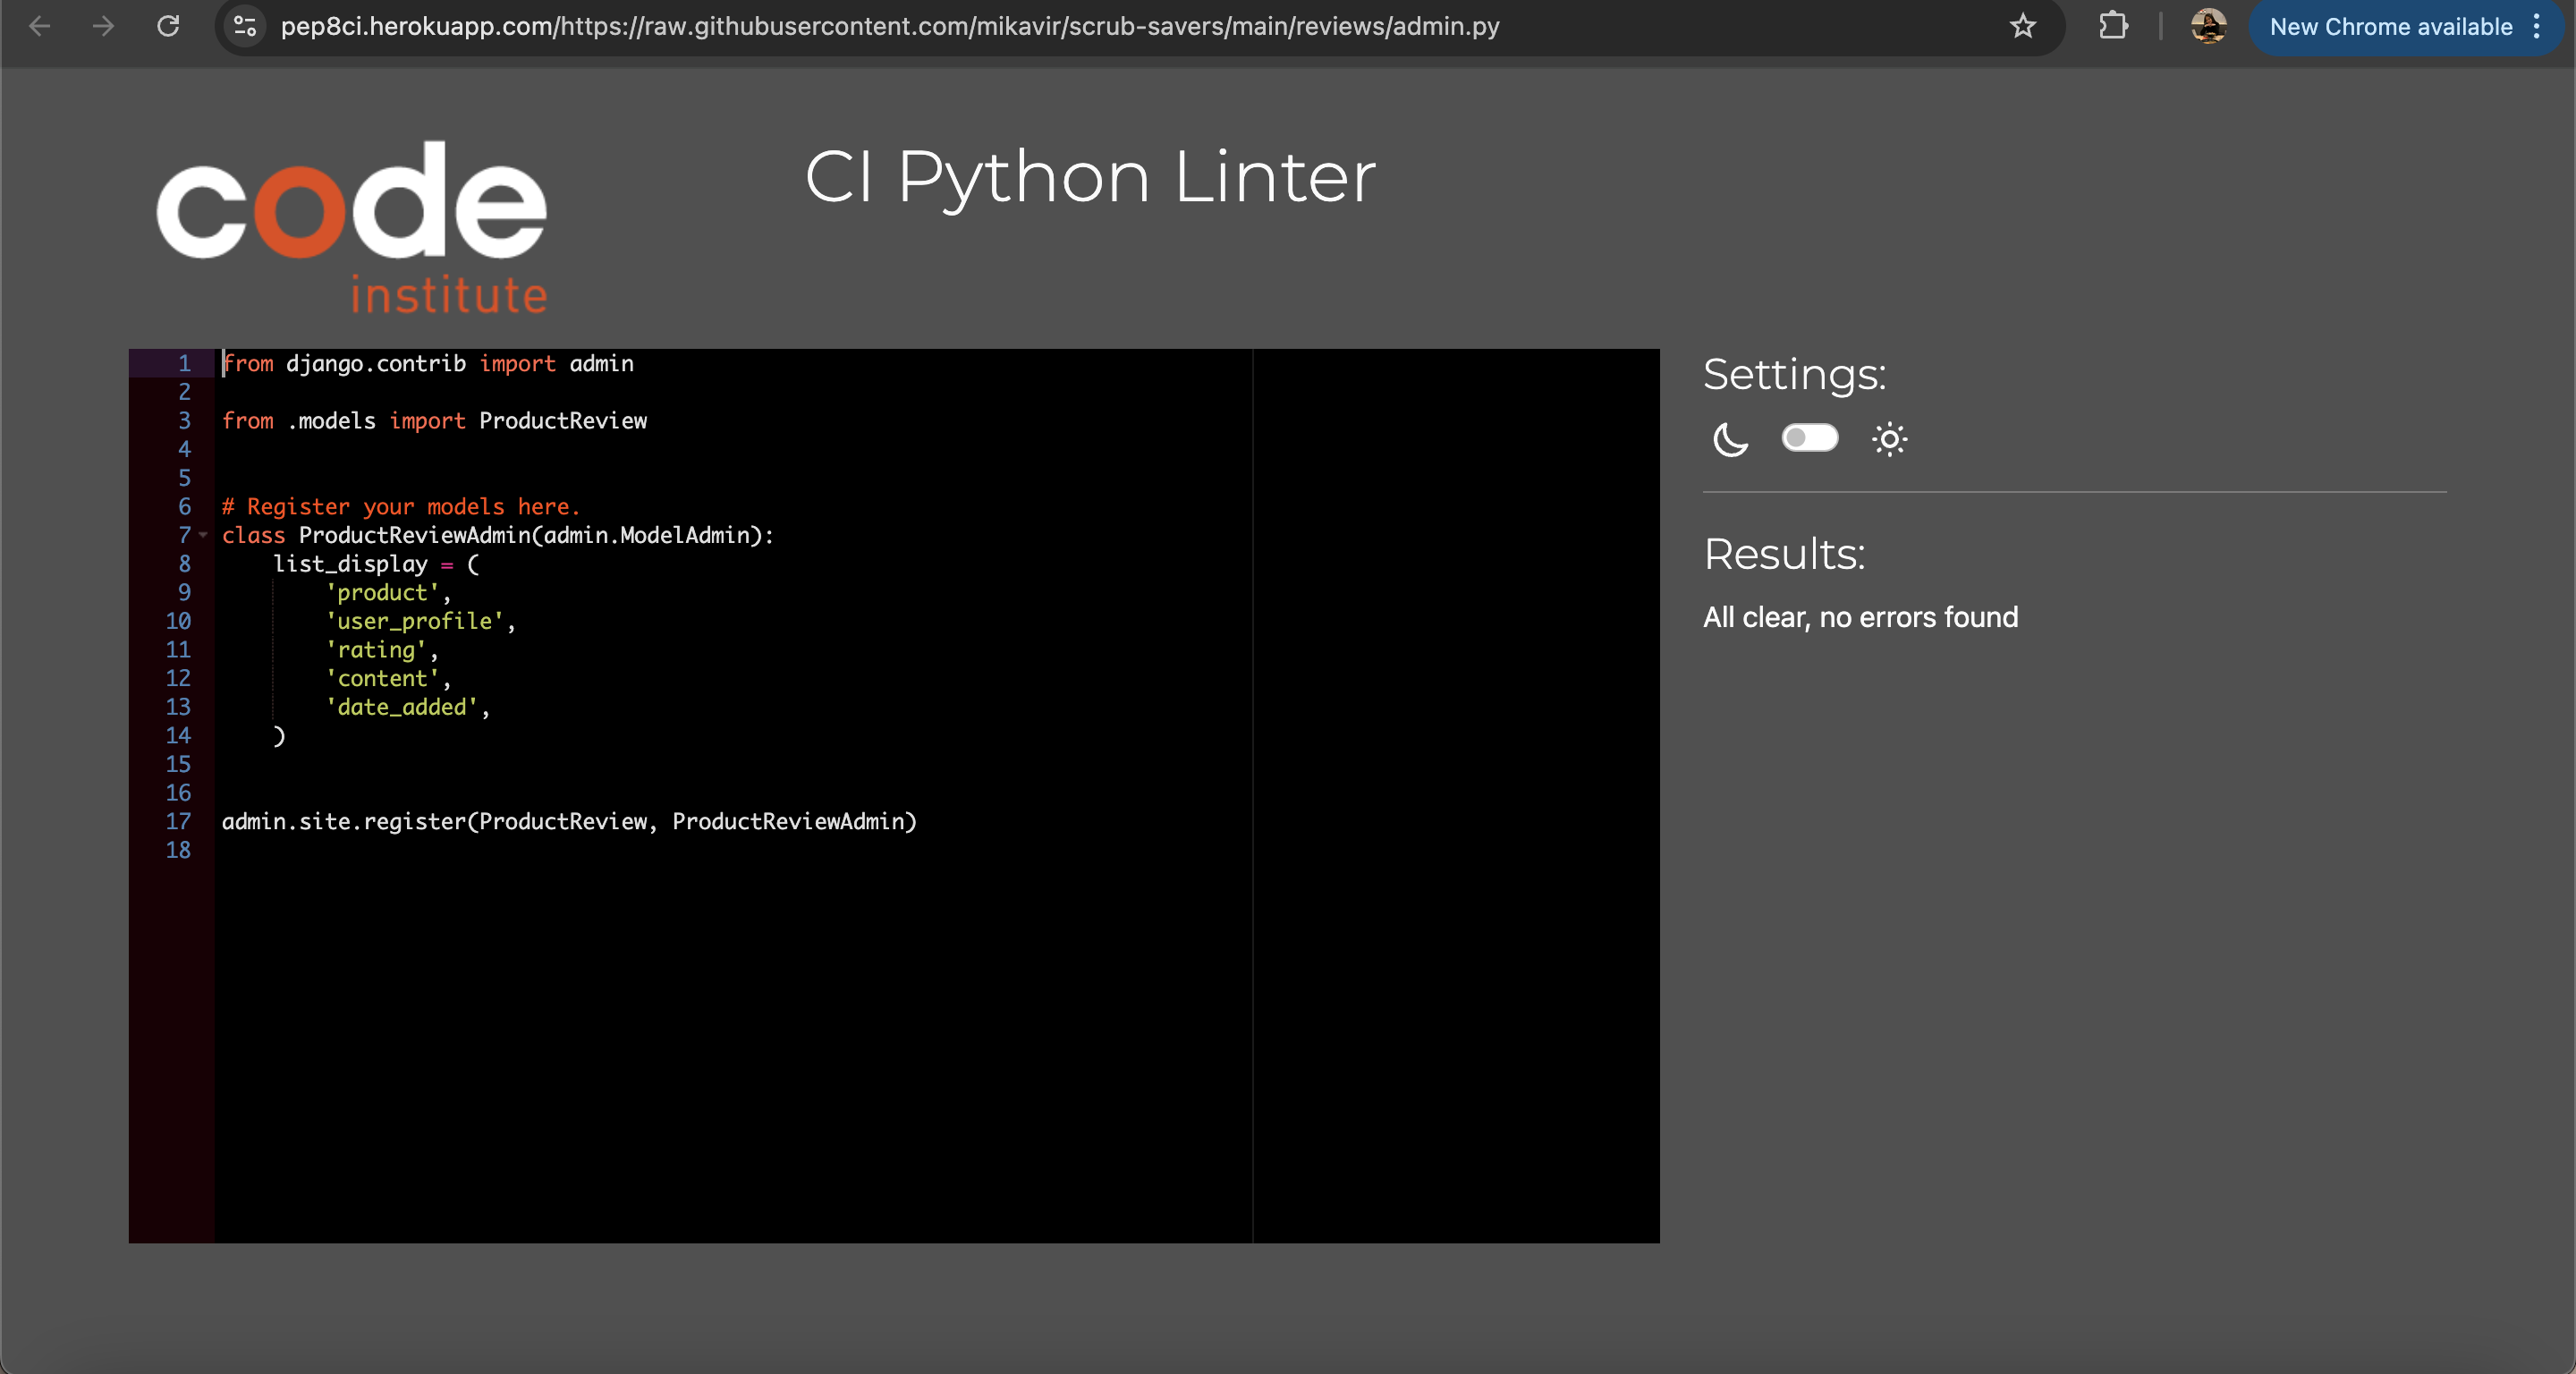 pep8ci.herokuapp.com/https://raw.githubusercontent.com/mikavir/scrub-savers/main/reviews/admin.py
New Chrome available
code
institute
CI Python Linter
1 from django.contrib import admin
2
3 from .models import ProductReview
4
5
6 # Register your models here.
7 class ProductReviewAdmin(admin.ModelAdmin):
8     list_display = (
9         'product',
10         'user_profile',
11         'rating',
12         'content',
13         'date_added',
14     )
15
16
17 admin.site.register(ProductReview, ProductReviewAdmin)
18
Settings:
Results:
All clear, no errors found